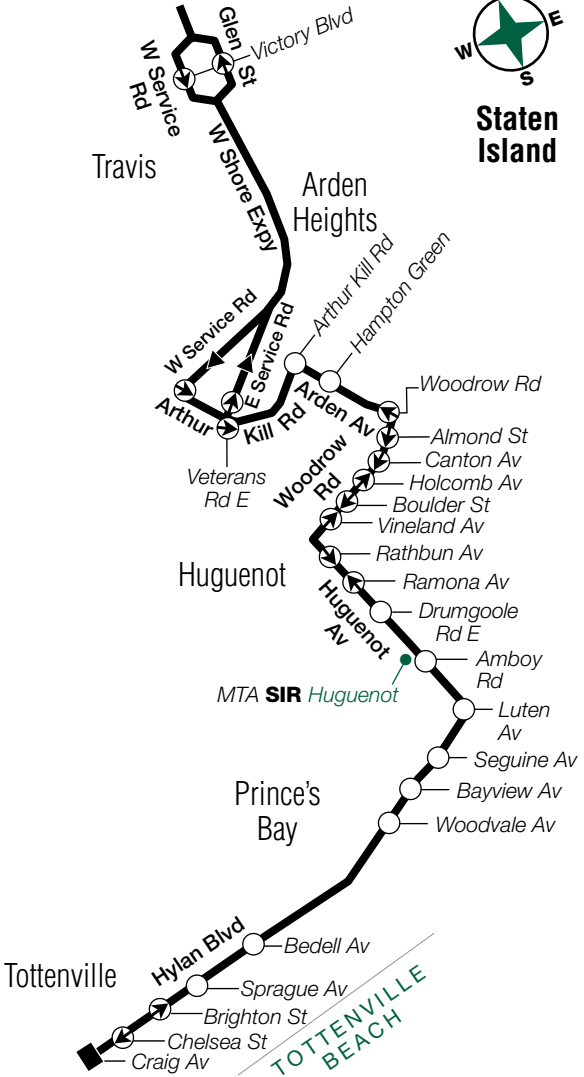 Glen St
Victory Blvd
W Service
Rd
E
W
S
Staten
Island
Travis
W Shore Expy
Arden
Heights
Arthur Kill Rd
Hampton Green
W Service Rd
E Service Rd
Arthur Kill Rd
Arden Av
Woodrow Rd
Veterans
Rd E
Woodrow
Rd
Almond St
Canton Av
Holcomb Av
Boulder St
Vineland Av
Rathbun Av
Huguenot
Ramona Av
Huguenot
Av
Drumgoole
Rd E
Amboy
Rd
MTA SIR Huguenot
Luten
Av
Seguine Av
Prince's
Bay
Bayview Av
Woodvale Av
Hylan Blvd
Bedell Av
Tottenville
Sprague Av
Brighton St
Chelsea St
Craig Av
TOTTENVILLE
BEACH